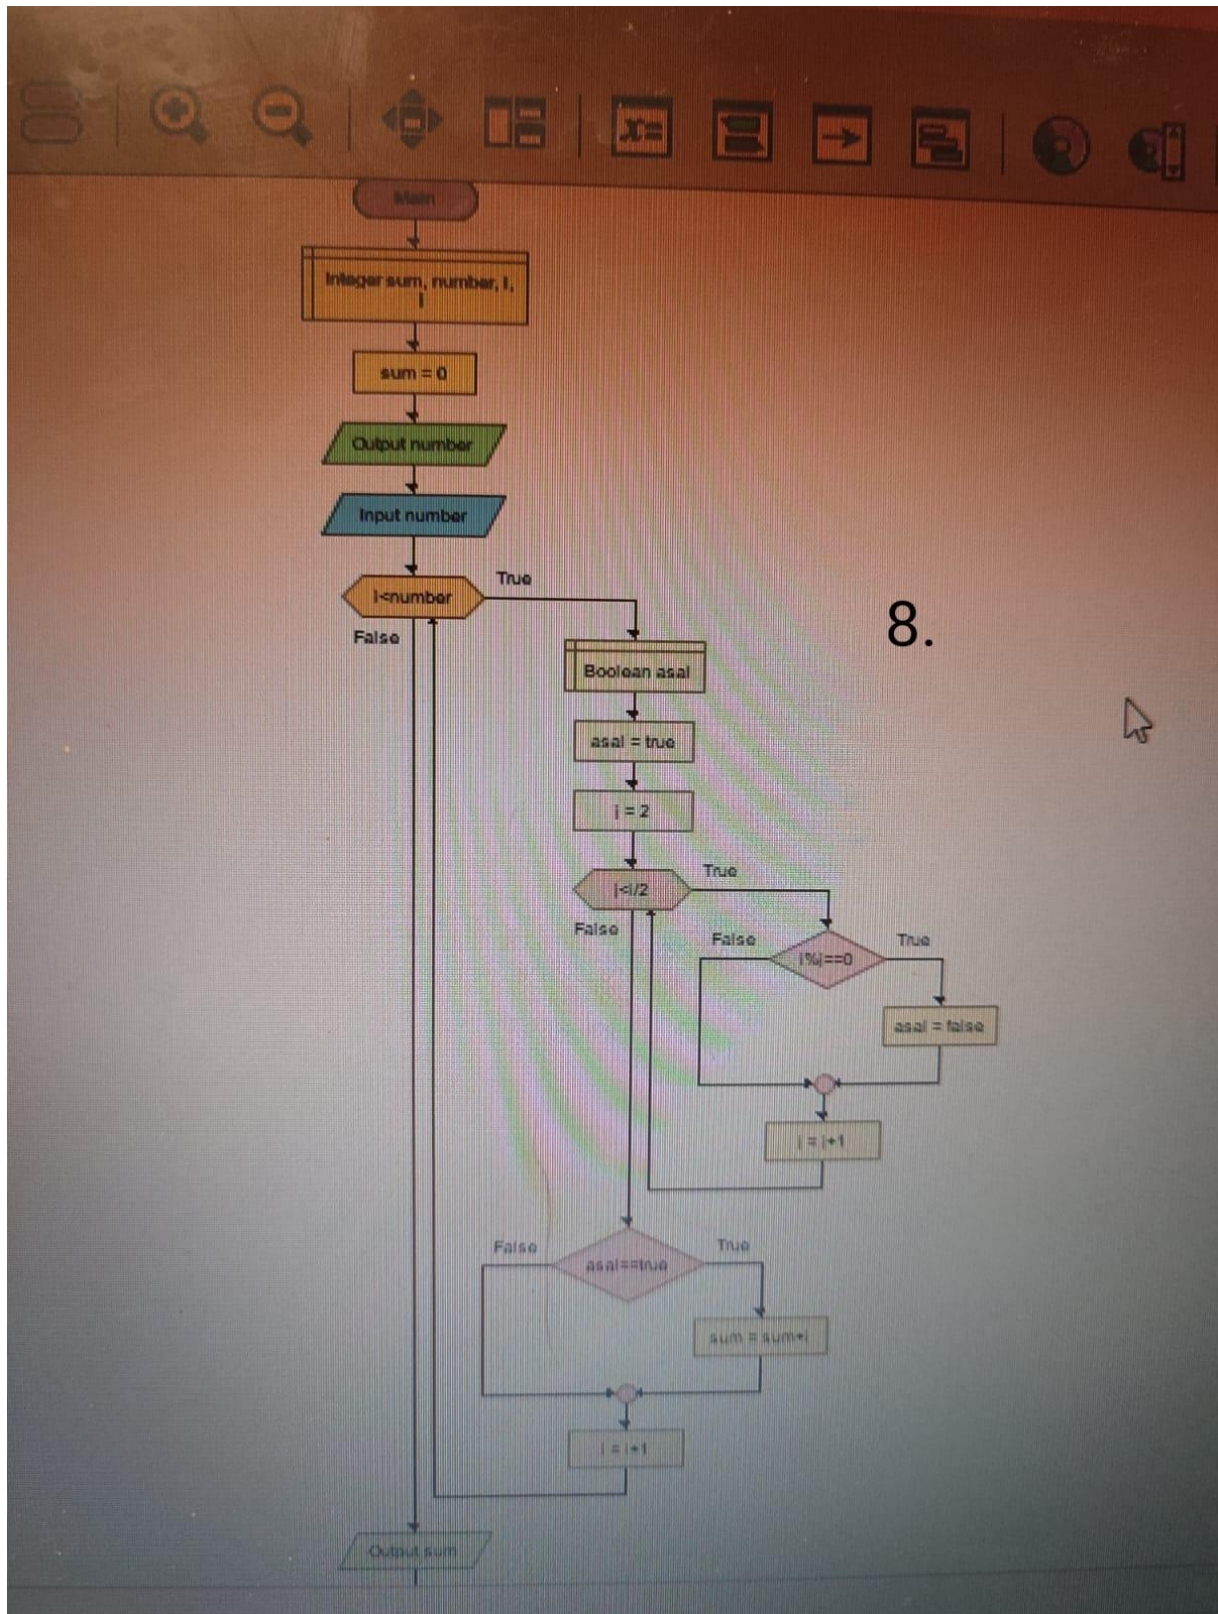 Main
Integer sum, number, i,
j
sum = 0
Output number
Input number
i<number
True
False
8.
Boolean asal
asal = true
j = 2
j<i/2
True
False
False
True
i%j==0
asal = false
j = j+1
False
True
asal==true
sum = sum+i
i = i+1
Output sum